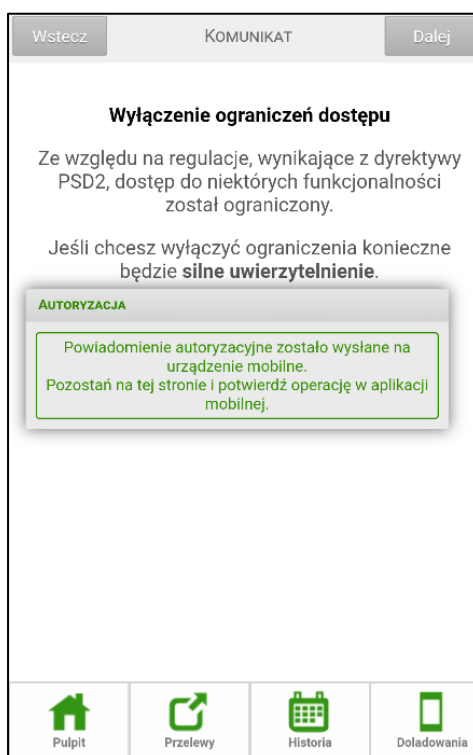 Wstecz
KOMUNIKAT
Dalej
Wyłączenie ograniczeń dostępu
Ze względu na regulacje, wynikające z dyrektywy
PSD2, dostęp do niektórych funkcjonalności
został ograniczony.
Jeśli chcesz wyłączyć ograniczenia konieczne
będzie silne uwierzytelnienie.
AUTORYZACJA
Powiadomienie autoryzacyjne zostało wysłane na
urządzenie mobilne.
Pozostań na tej stronie i potwierdź operację w aplikacji
mobilnej.
Pulpit
Przelewy
Historia
Doladowania